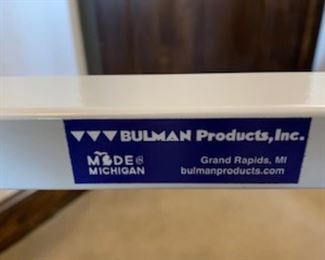 BULMAN Products, Inc.
MADE IN
MICHIGAN
Grand Rapids, MI
bulmanproducts.com